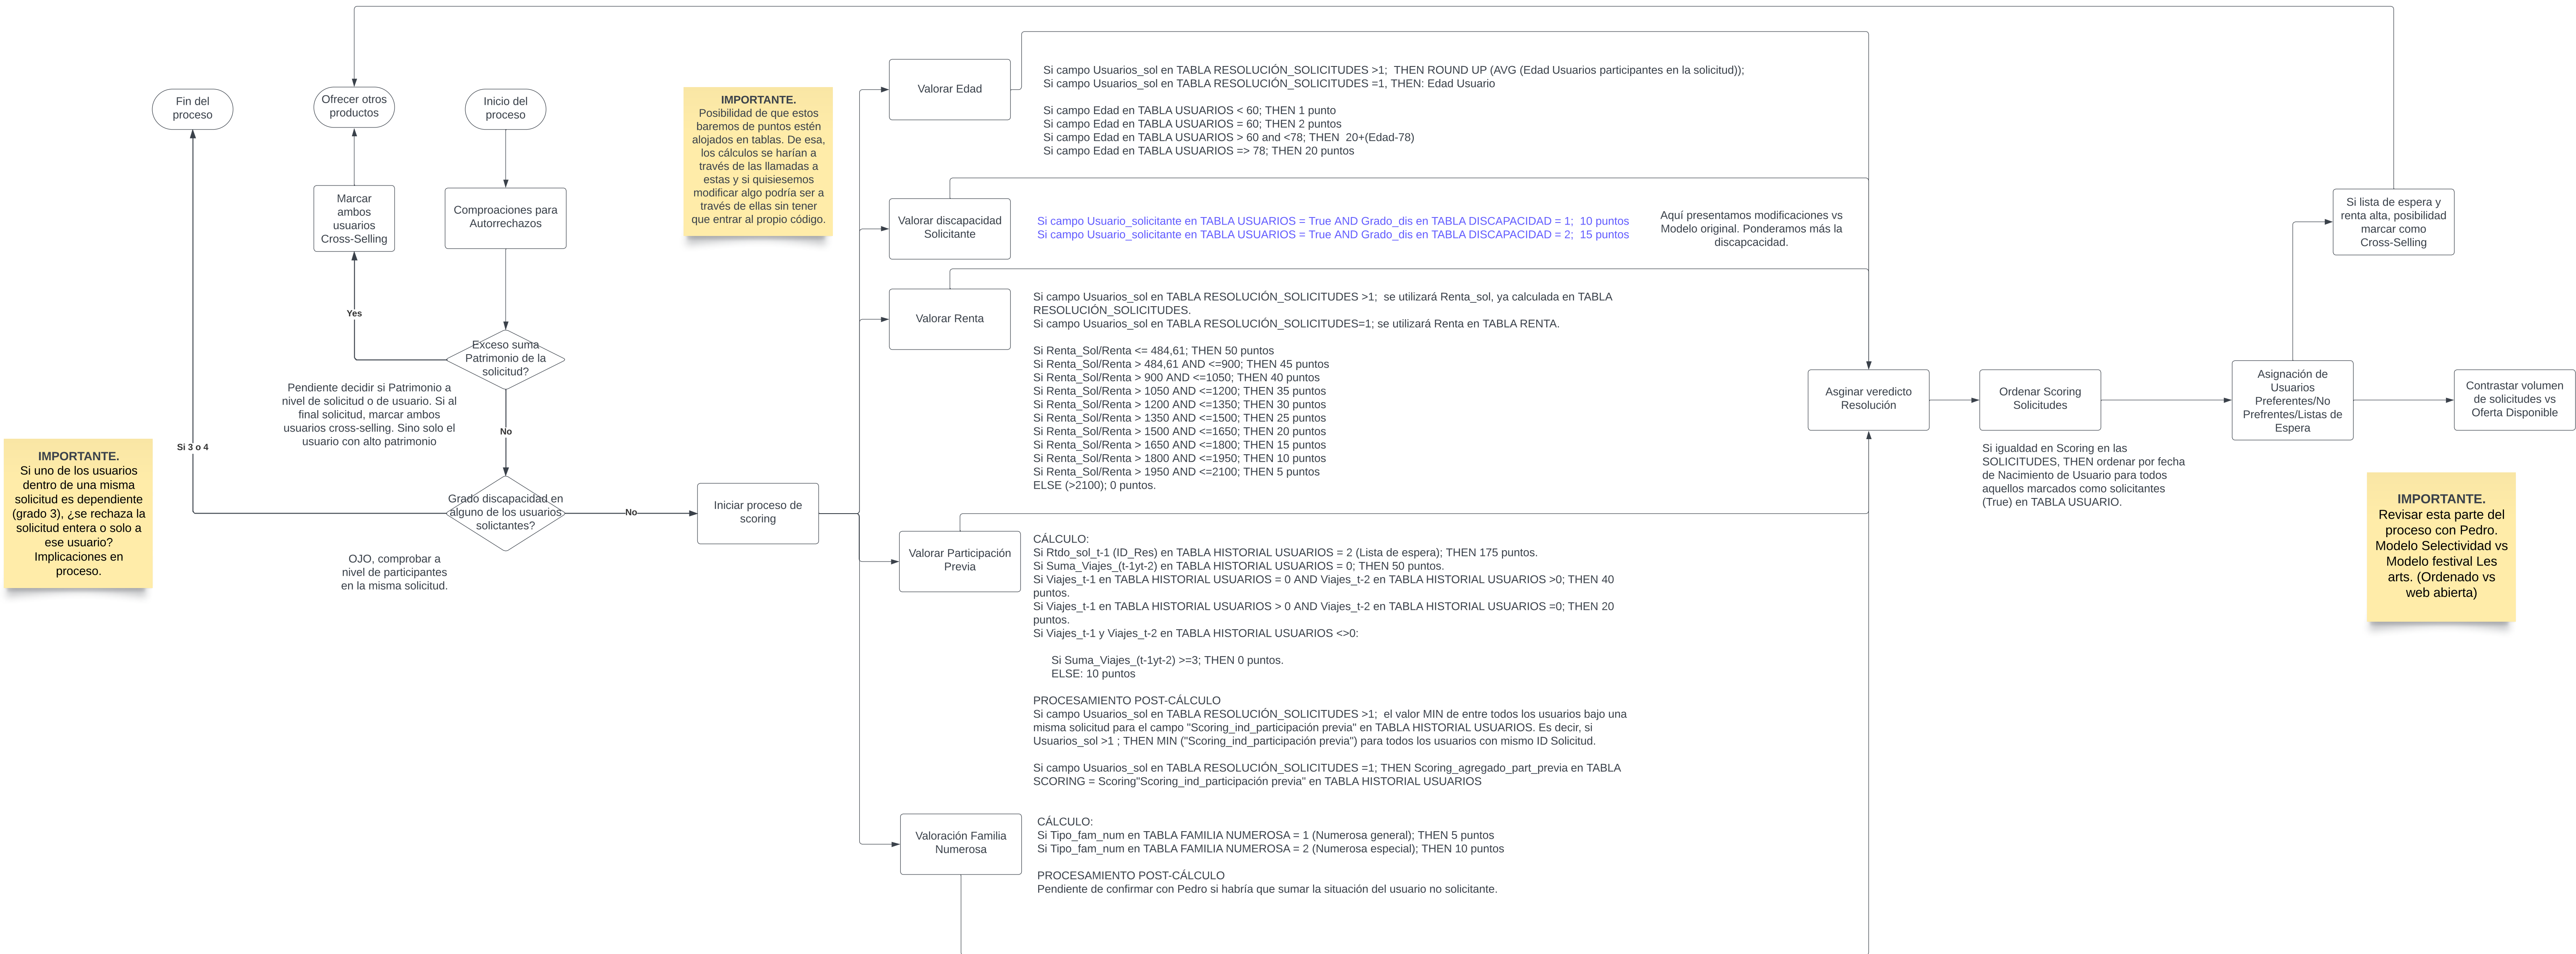 Fin del
proceso
Ofrecer otros
productos
Inicio del
proceso
Marcar
ambos
usuarios
Cross-Selling
Comproaciones para
Autorrechazos
Yes
Exceso suma
Patrimonio de la
solicitud?
Pendiente decidir si Patrimonio a
nivel de solicitud o de usuario. Si al
final solicitud, marcar ambos
usuarios cross-selling. Sino solo el
usuario con alto patrimonio
No
Si 3 o 4
IMPORTANTE.
Si uno de los usuarios
dentro de una misma
solicitud es dependiente
(grado 3), ¿se rechaza la
solicitud entera o solo a
ese usuario?
Implicaciones en
proceso.
Grado discapacidad en
alguno de los usuarios
solictantes?
No
OJO, comprobar a
nivel de participantes
en la misma solicitud.
IMPORTANTE.
Posibilidad de que estos
baremos de puntos estén
alojados en tablas. De esa,
los cálculos se harían a
través de las llamadas a
estas y si quisiesemos
modificar algo podría ser a
través de ellas sin tener
que entrar al propio código.
Iniciar proceso de
scoring
Valorar Edad
Si campo Usuarios_sol en TABLA RESOLUCIÓN_SOLICITUDES >1;  THEN ROUND UP (AVG (Edad Usuarios participantes en la solicitud));
Si campo Usuarios_sol en TABLA RESOLUCIÓN_SOLICITUDES =1, THEN: Edad Usuario
Si campo Edad en TABLA USUARIOS < 60; THEN 1 punto
Si campo Edad en TABLA USUARIOS = 60; THEN 2 puntos
Si campo Edad en TABLA USUARIOS > 60 and <78; THEN  20+(Edad-78)
Si campo Edad en TABLA USUARIOS => 78; THEN 20 puntos
Valorar discapacidad
Solicitante
Si campo Usuario_solicitante en TABLA USUARIOS = True AND Grado_dis en TABLA DISCAPACIDAD = 1;  10 puntos
Si campo Usuario_solicitante en TABLA USUARIOS = True AND Grado_dis en TABLA DISCAPACIDAD = 2;  15 puntos
Aquí presentamos modificaciones vs
Modelo original. Ponderamos más la
discapcacidad.
Valorar Renta
Si campo Usuarios_sol en TABLA RESOLUCIÓN_SOLICITUDES >1;  se utilizará Renta_sol, ya calculada en TABLA
RESOLUCIÓN_SOLICITUDES.
Si campo Usuarios_sol en TABLA RESOLUCIÓN_SOLICITUDES=1; se utilizará Renta en TABLA RENTA.
Si Renta_Sol/Renta <= 484,61; THEN 50 puntos
Si Renta_Sol/Renta > 484,61 AND <=900; THEN 45 puntos
Si Renta_Sol/Renta > 900 AND <=1050; THEN 40 puntos
Si Renta_Sol/Renta > 1050 AND <=1200; THEN 35 puntos
Si Renta_Sol/Renta > 1200 AND <=1350; THEN 30 puntos
Si Renta_Sol/Renta > 1350 AND <=1500; THEN 25 puntos
Si Renta_Sol/Renta > 1500 AND <=1650; THEN 20 puntos
Si Renta_Sol/Renta > 1650 AND <=1800; THEN 15 puntos
Si Renta_Sol/Renta > 1800 AND <=1950; THEN 10 puntos
Si Renta_Sol/Renta > 1950 AND <=2100; THEN 5 puntos
ELSE (>2100); 0 puntos.
Valorar Participación
Previa
CÁLCULO:
Si Rtdo_sol_t-1 (ID_Res) en TABLA HISTORIAL USUARIOS = 2 (Lista de espera); THEN 175 puntos.
Si Suma_Viajes_(t-1yt-2) en TABLA HISTORIAL USUARIOS = 0; THEN 50 puntos.
Si Viajes_t-1 en TABLA HISTORIAL USUARIOS = 0 AND Viajes_t-2 en TABLA HISTORIAL USUARIOS >0; THEN 40
puntos.
Si Viajes_t-1 en TABLA HISTORIAL USUARIOS > 0 AND Viajes_t-2 en TABLA HISTORIAL USUARIOS =0; THEN 20
puntos.
Si Viajes_t-1 y Viajes_t-2 en TABLA HISTORIAL USUARIOS <>0:
Si Suma_Viajes_(t-1yt-2) >=3; THEN 0 puntos.
ELSE: 10 puntos
PROCESAMIENTO POST-CÁLCULO
Si campo Usuarios_sol en TABLA RESOLUCIÓN_SOLICITUDES >1;  el valor MIN de entre todos los usuarios bajo una
misma solicitud para el campo "Scoring_ind_participación previa" en TABLA HISTORIAL USUARIOS. Es decir, si
Usuarios_sol >1 ; THEN MIN ("Scoring_ind_participación previa") para todos los usuarios con mismo ID Solicitud.
Si campo Usuarios_sol en TABLA RESOLUCIÓN_SOLICITUDES =1; THEN Scoring_agregado_part_previa en TABLA
SCORING = Scoring"Scoring_ind_participación previa" en TABLA HISTORIAL USUARIOS
Valoración Familia
Numerosa
CÁLCULO:
Si Tipo_fam_num en TABLA FAMILIA NUMEROSA = 1 (Numerosa general); THEN 5 puntos
Si Tipo_fam_num en TABLA FAMILIA NUMEROSA = 2 (Numerosa especial); THEN 10 puntos
PROCESAMIENTO POST-CÁLCULO
Pendiente de confirmar con Pedro si habría que sumar la situación del usuario no solicitante.
Asginar veredicto
Resolución
Ordenar Scoring
Solicitudes
Si igualdad en Scoring en las
SOLICITUDES, THEN ordenar por fecha
de Nacimiento de Usuario para todos
aquellos marcados como solicitantes
(True) en TABLA USUARIO.
Asignación de
Usuarios
Preferentes/No
Prefrentes/Listas de
Espera
Si lista de espera y
renta alta, posibilidad
marcar como
Cross-Selling
Contrastar volumen
de solicitudes vs
Oferta Disponible
IMPORTANTE.
Revisar esta parte del
proceso con Pedro.
Modelo Selectividad vs
Modelo festival Les
arts. (Ordenado vs
web abierta)